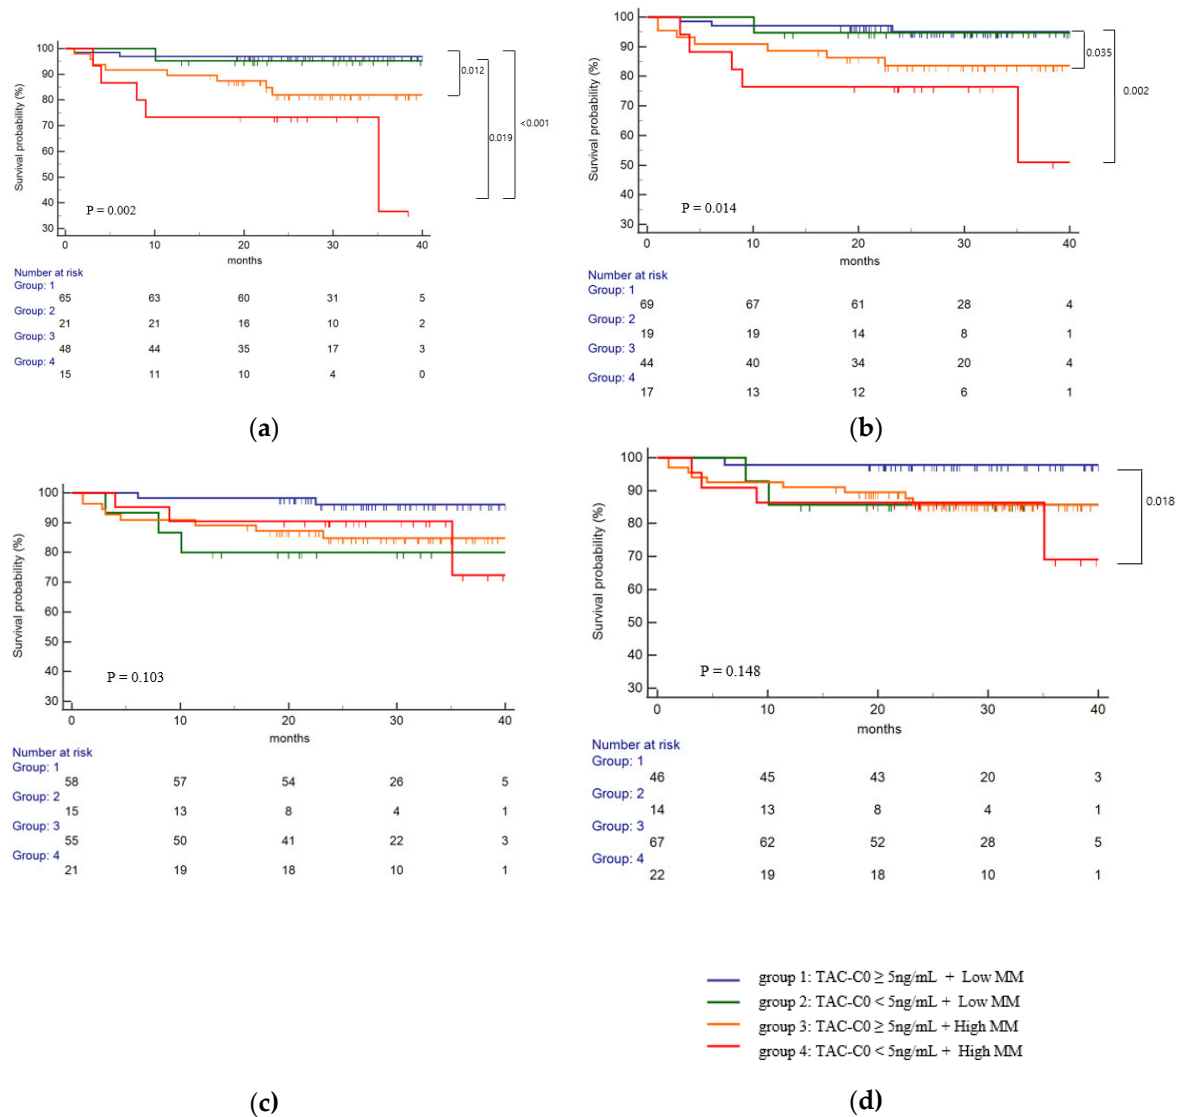 100
90
80
70
60
50
40
30
Survival probability (%)
P = 0.002
0.012
0.019
<0.001
0 10 20 30 40
months
Number at risk
Group: 1
65 63 60 31 5
Group: 2
21 21 16 10 2
Group: 3
48 44 35 17 3
Group: 4
15 11 10 4 0
(a)
100
90
80
70
60
50
40
30
Survival probability (%)
P = 0.014
0.035
0.002
0 10 20 30 40
months
Number at risk
Group: 1
69 67 61 28 4
Group: 2
19 19 14 8 1
Group: 3
44 40 34 20 4
Group: 4
17 13 12 6 1
(b)
100
90
80
70
60
50
40
30
Survival probability (%)
P = 0.103
0 10 20 30 40
months
Number at risk
Group: 1
58 57 54 26 5
Group: 2
15 13 8 4 1
Group: 3
55 50 41 22 3
Group: 4
21 19 18 10 1
(c)
100
90
80
70
60
50
40
30
Survival probability (%)
P = 0.148
0.018
0 10 20 30 40
months
Number at risk
Group: 1
46 45 43 20 3
Group: 2
14 13 8 4 1
Group: 3
67 62 52 28 5
Group: 4
22 19 18 10 1
group 1: TAC-C0 ≥ 5ng/mL + Low MM
group 2: TAC-C0 < 5ng/mL + Low MM
group 3: TAC-C0 ≥ 5ng/mL + High MM
group 4: TAC-C0 < 5ng/mL + High MM
(d)